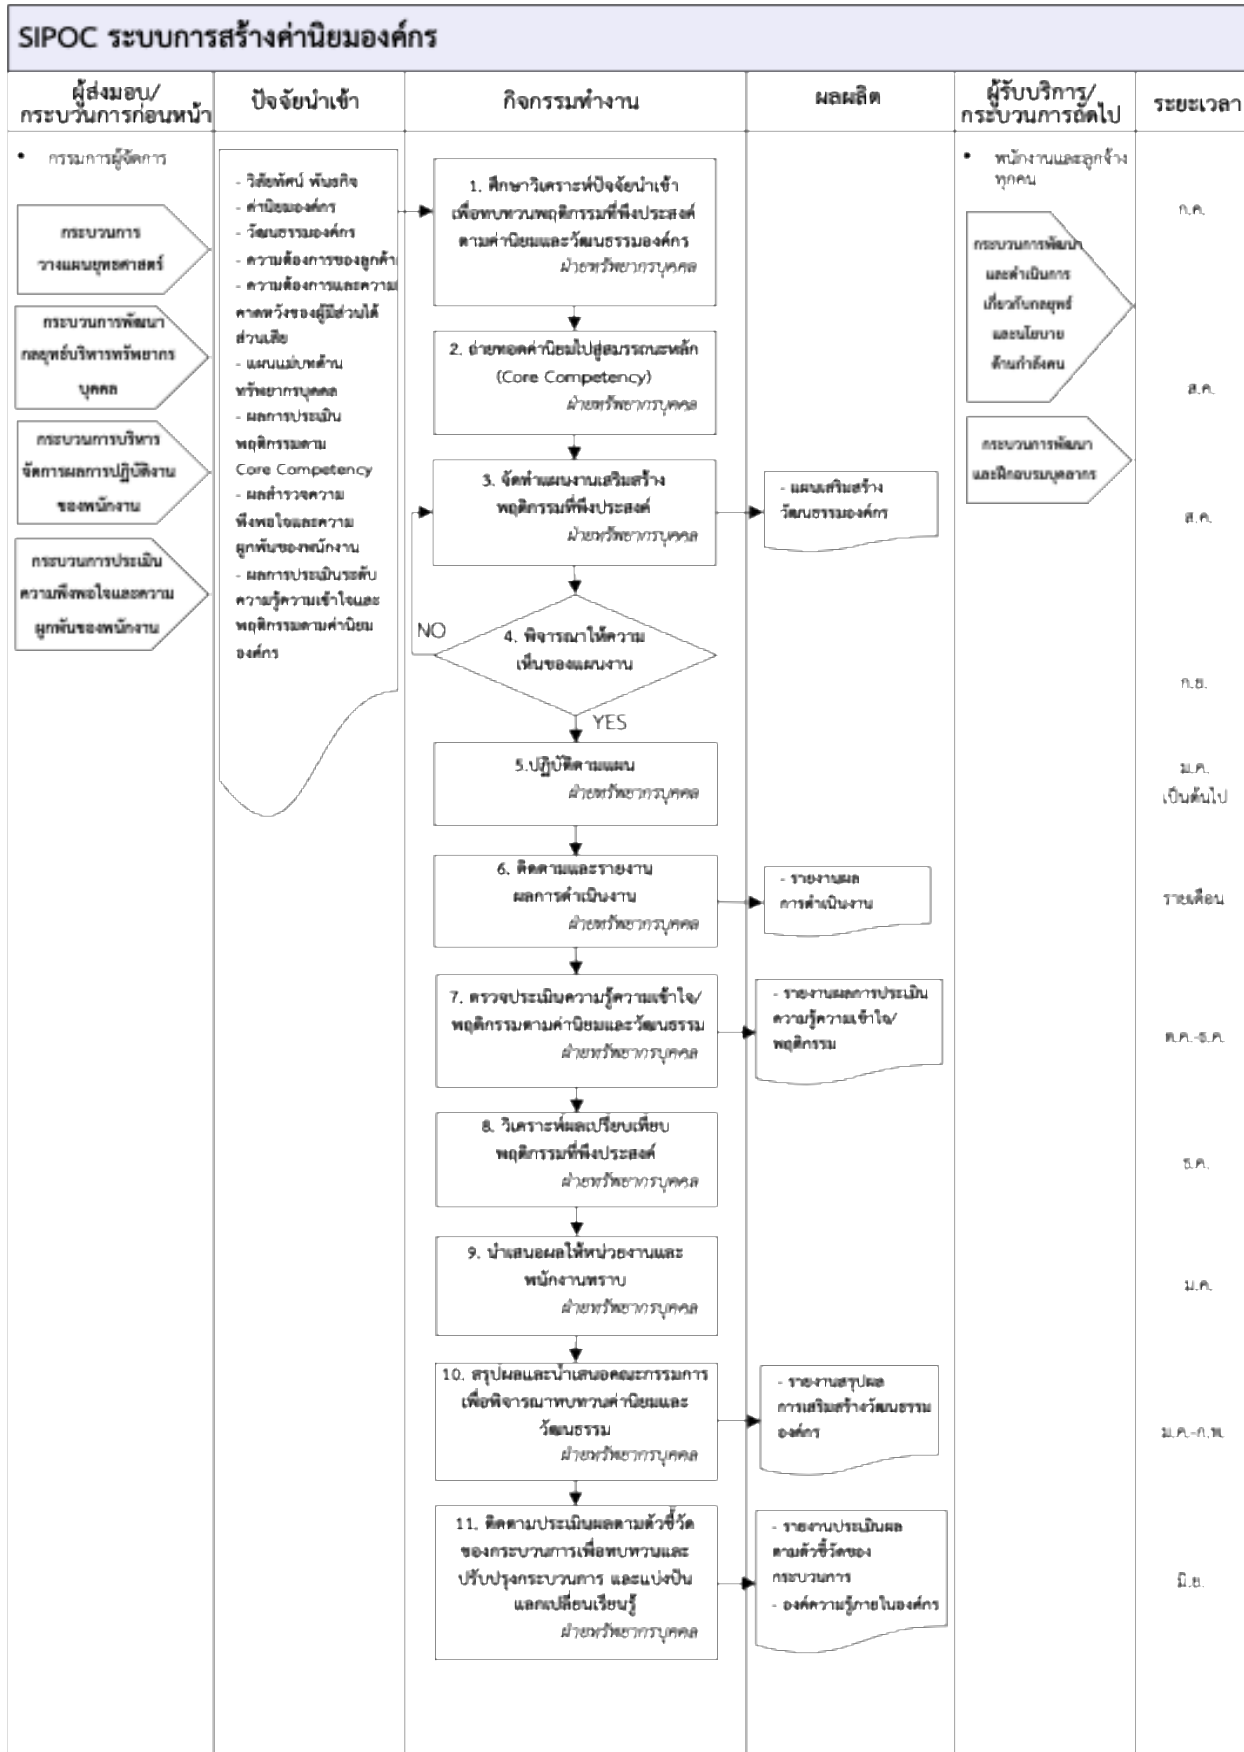 SIPOC ระบบการสร้างค่านิยมองค์กร
ผู้ส่งมอบ/
กระบวนการก่อนหน้า
ปัจจัยนำเข้า
กิจกรรมทำงาน
ผลผลิต
ผู้รับบริการ/
กระบวนการถัดไป
ระยะเวลา
• กรรมการผู้จัดการ
กระบวนการ
วางแผนยุทธศาสตร์
กระบวนการพัฒนา
กลยุทธ์บริหารทรัพยากร
บุคคล
กระบวนการบริหาร
จัดการผลการปฏิบัติงาน
ของพนักงาน
กระบวนการประเมิน
ความพึงพอใจและความ
ผูกพันของพนักงาน
- วิสัยทัศน์ พันธกิจ
- ค่านิยมองค์กร
- วัฒนธรรมองค์กร
- ความต้องการของลูกค้า
- ความต้องการและความ
คาดหวังของผู้มีส่วนได้
ส่วนเสีย
- แผนแม่บทด้าน
ทรัพยากรบุคคล
- ผลการประเมิน
พฤติกรรมตาม
Core Competency
- ผลสำรวจความ
พึงพอใจและความ
ผูกพันของพนักงาน
- ผลการประเมินระดับ
ความรู้ความเข้าใจและ
พฤติกรรมตามค่านิยม
องค์กร
1. ศึกษาวิเคราะห์ปัจจัยนำเข้า
เพื่อทบทวนพฤติกรรมที่พึงประสงค์
ตามค่านิยมและวัฒนธรรมองค์กร
ฝ่ายทรัพยากรบุคคล
2. ถ่ายทอดค่านิยมไปสู่สมรรถนะหลัก
(Core Competency)
ฝ่ายทรัพยากรบุคคล
3. จัดทำแผนงานเสริมสร้าง
พฤติกรรมที่พึงประสงค์
ฝ่ายทรัพยากรบุคคล
NO
4. พิจารณาให้ความ
เห็นของแผนงาน
YES
5.ปฏิบัติตามแผน
ฝ่ายทรัพยากรบุคคล
6. ติดตามและรายงาน
ผลการดำเนินงาน
ฝ่ายทรัพยากรบุคคล
7. ตรวจประเมินความรู้ความเข้าใจ/
พฤติกรรมตามค่านิยมและวัฒนธรรม
ฝ่ายทรัพยากรบุคคล
8. วิเคราะห์ผลเปรียบเทียบ
พฤติกรรมที่พึงประสงค์
ฝ่ายทรัพยากรบุคคล
9. นำเสนอผลให้หน่วยงานและ
พนักงานทราบ
ฝ่ายทรัพยากรบุคคล
10. สรุปผลและนำเสนอคณะกรรมการ
เพื่อพิจารณาทบทวนค่านิยมและ
วัฒนธรรม
ฝ่ายทรัพยากรบุคคล
11. ติดตามประเมินผลตามตัวชี้วัด
ของกระบวนการเพื่อทบทวนและ
ปรับปรุงกระบวนการ และแบ่งปัน
แลกเปลี่ยนเรียนรู้
ฝ่ายทรัพยากรบุคคล
- แผนเสริมสร้าง
วัฒนธรรมองค์กร
- รายงานผล
การดำเนินงาน
- รายงานผลการประเมิน
ความรู้ความเข้าใจ/
พฤติกรรม
- รายงานสรุปผล
การเสริมสร้างวัฒนธรรม
องค์กร
- รายงานประเมินผล
ตามตัวชี้วัดของ
กระบวนการ
- องค์ความรู้ภายในองค์กร
• พนักงานและลูกจ้าง
ทุกคน
กระบวนการพัฒนา
และดำเนินการ
เกี่ยวกับกลยุทธ์
และนโยบาย
ด้านกำลังคน
กระบวนการพัฒนา
และฝึกอบรมบุคลากร
ก.ค.
ส.ค.
ส.ค.
ก.ย.
ม.ค.
เป็นต้นไป
รายเดือน
ต.ค.-ธ.ค.
ธ.ค.
ม.ค.
ม.ค.-ก.พ.
มิ.ย.